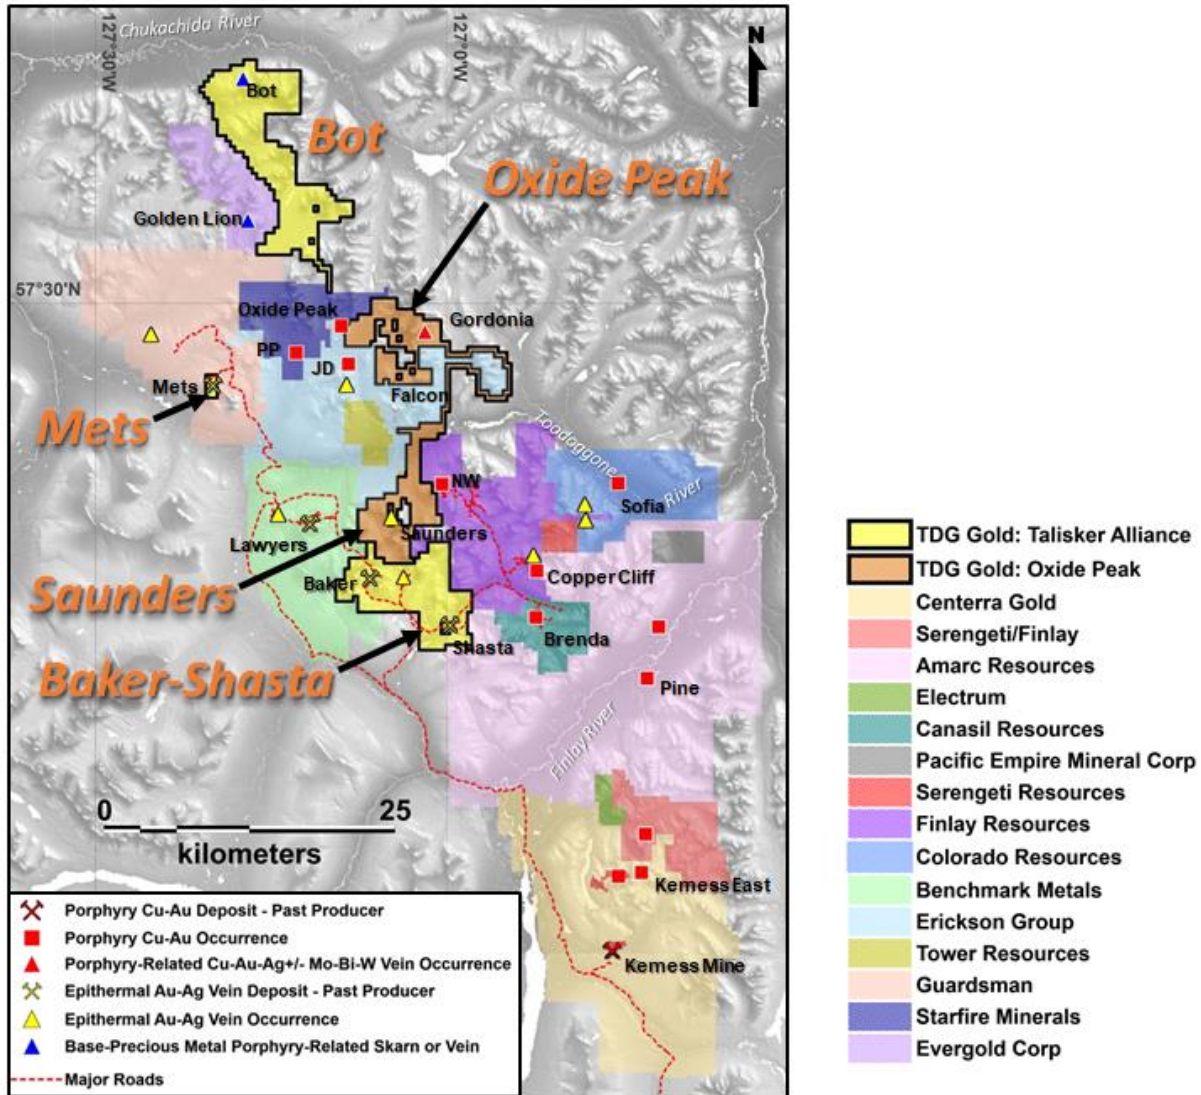 Chukachida River
127°30'W
127°0'W
N
Bot
Bot
Oxide Peak
Golden Lion
57°30'N
Oxide Peak
Gordonia
PP
JD
Mets
Falcon
Mets
Toodoggone
River
NW
Sofia
Lawyers
Saunders
Baker
Copper Cliff
Saunders
Brenda
Shasta
Baker-Shasta
Pine
Finlay River
0 25
kilometers
Kemess East
Kemess Mine
Porphyry Cu-Au Deposit - Past Producer
Porphyry Cu-Au Occurrence
Porphyry-Related Cu-Au-Ag+/- Mo-Bi-W Vein Occurrence
Epithermal Au-Ag Vein Deposit - Past Producer
Epithermal Au-Ag Vein Occurrence
Base-Precious Metal Porphyry-Related Skarn or Vein
Major Roads
TDG Gold: Talisker Alliance
TDG Gold: Oxide Peak
Centerra Gold
Serengeti/Finlay
Amarc Resources
Electrum
Canasil Resources
Pacific Empire Mineral Corp
Serengeti Resources
Finlay Resources
Colorado Resources
Benchmark Metals
Erickson Group
Tower Resources
Guardsman
Starfire Minerals
Evergold Corp